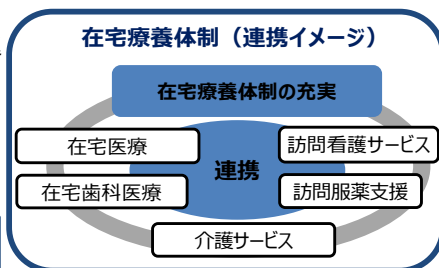 在宅療養体制（連携イメージ）
在宅療養体制の充実
在宅医療
訪問看護サービス
連携
在宅歯科医療
訪問服薬支援
介護サービス